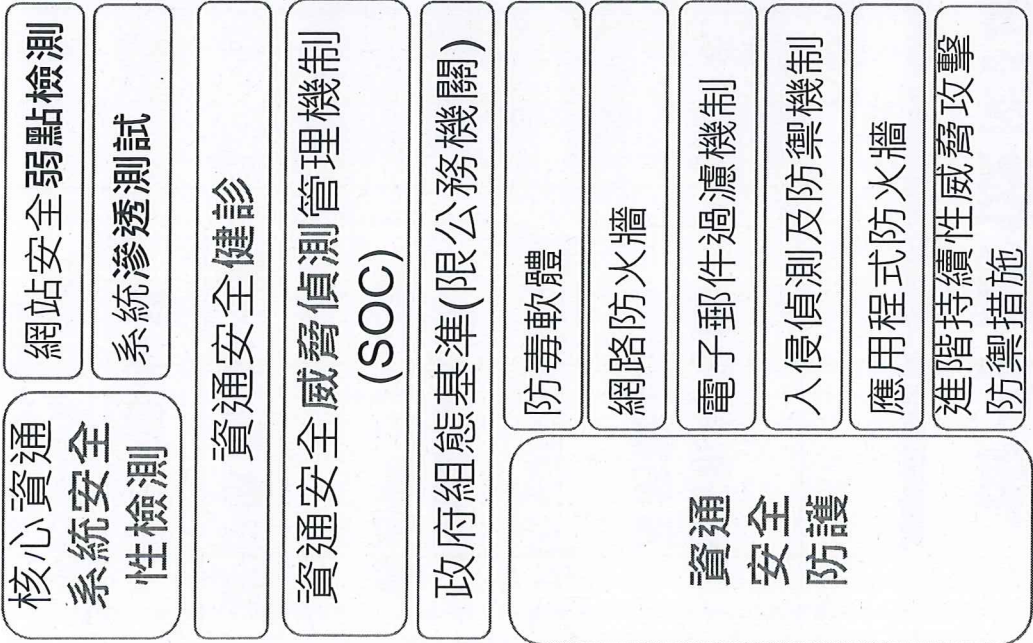 核心資通
系統安全
性檢測
網站安全弱點檢測
系統滲透測試
資通安全健診
資通安全威脅偵測管理機制
(SOC)
政府組態基準(限公務機關)
資通
安全
防護
防毒軟體
網路防火牆
電子郵件過濾機制
入侵偵測及防禦機制
應用程式防火牆
進階持續性威脅攻擊
防禦措施